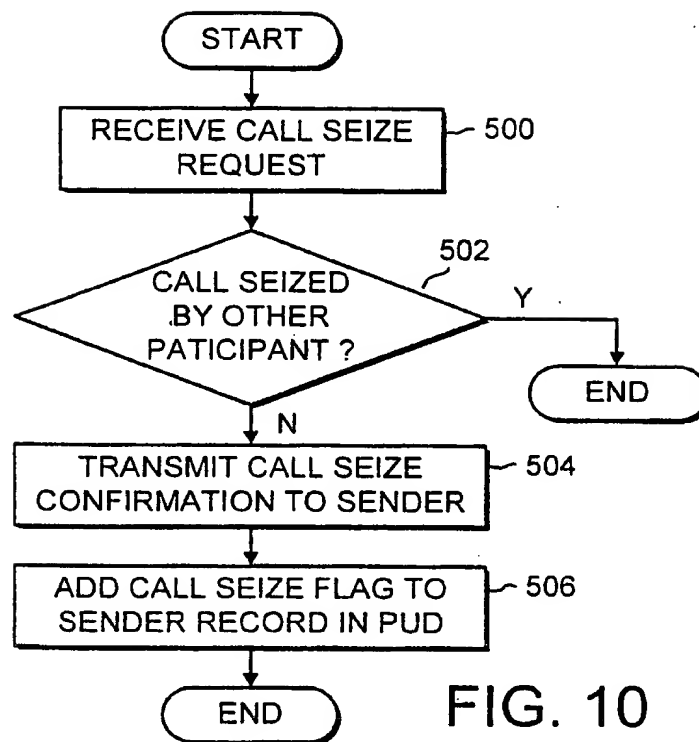 START
RECEIVE CALL SEIZE
REQUEST
500
502
CALL SEIZED
BY OTHER
PATICIPANT ?
Y
END
N
TRANSMIT CALL SEIZE
CONFIRMATION TO SENDER
504
ADD CALL SEIZE FLAG TO
SENDER RECORD IN PUD
506
END
FIG. 10